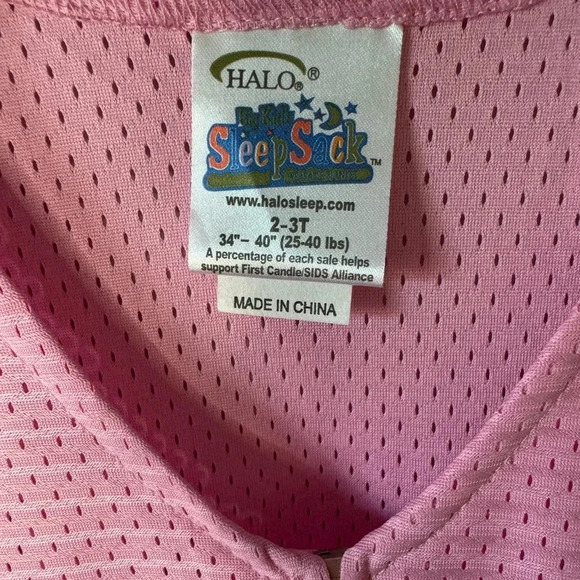 HALO® ®
Big Kids
SleepSack™
www.halosleep.com
2-3T
34"– 40" (25-40 lbs)
A percentage of each sale helps
support First Candle/SIDS Alliance
MADE IN CHINA